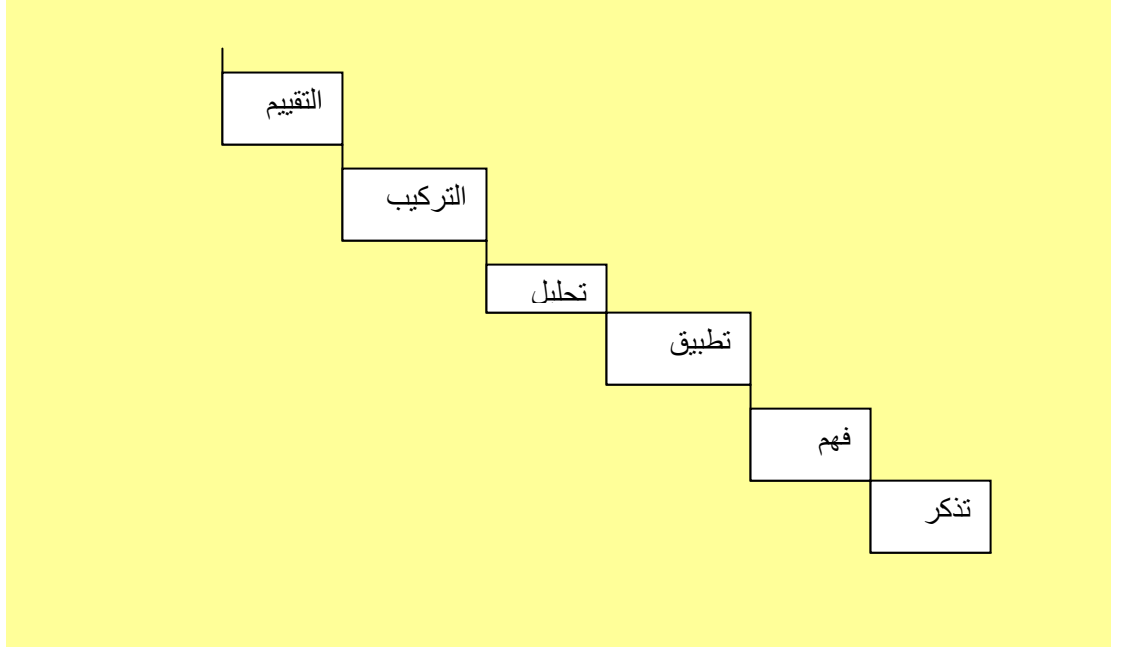 التقييم
التركيب
تحليل
تطبيق
فهم
تذكر